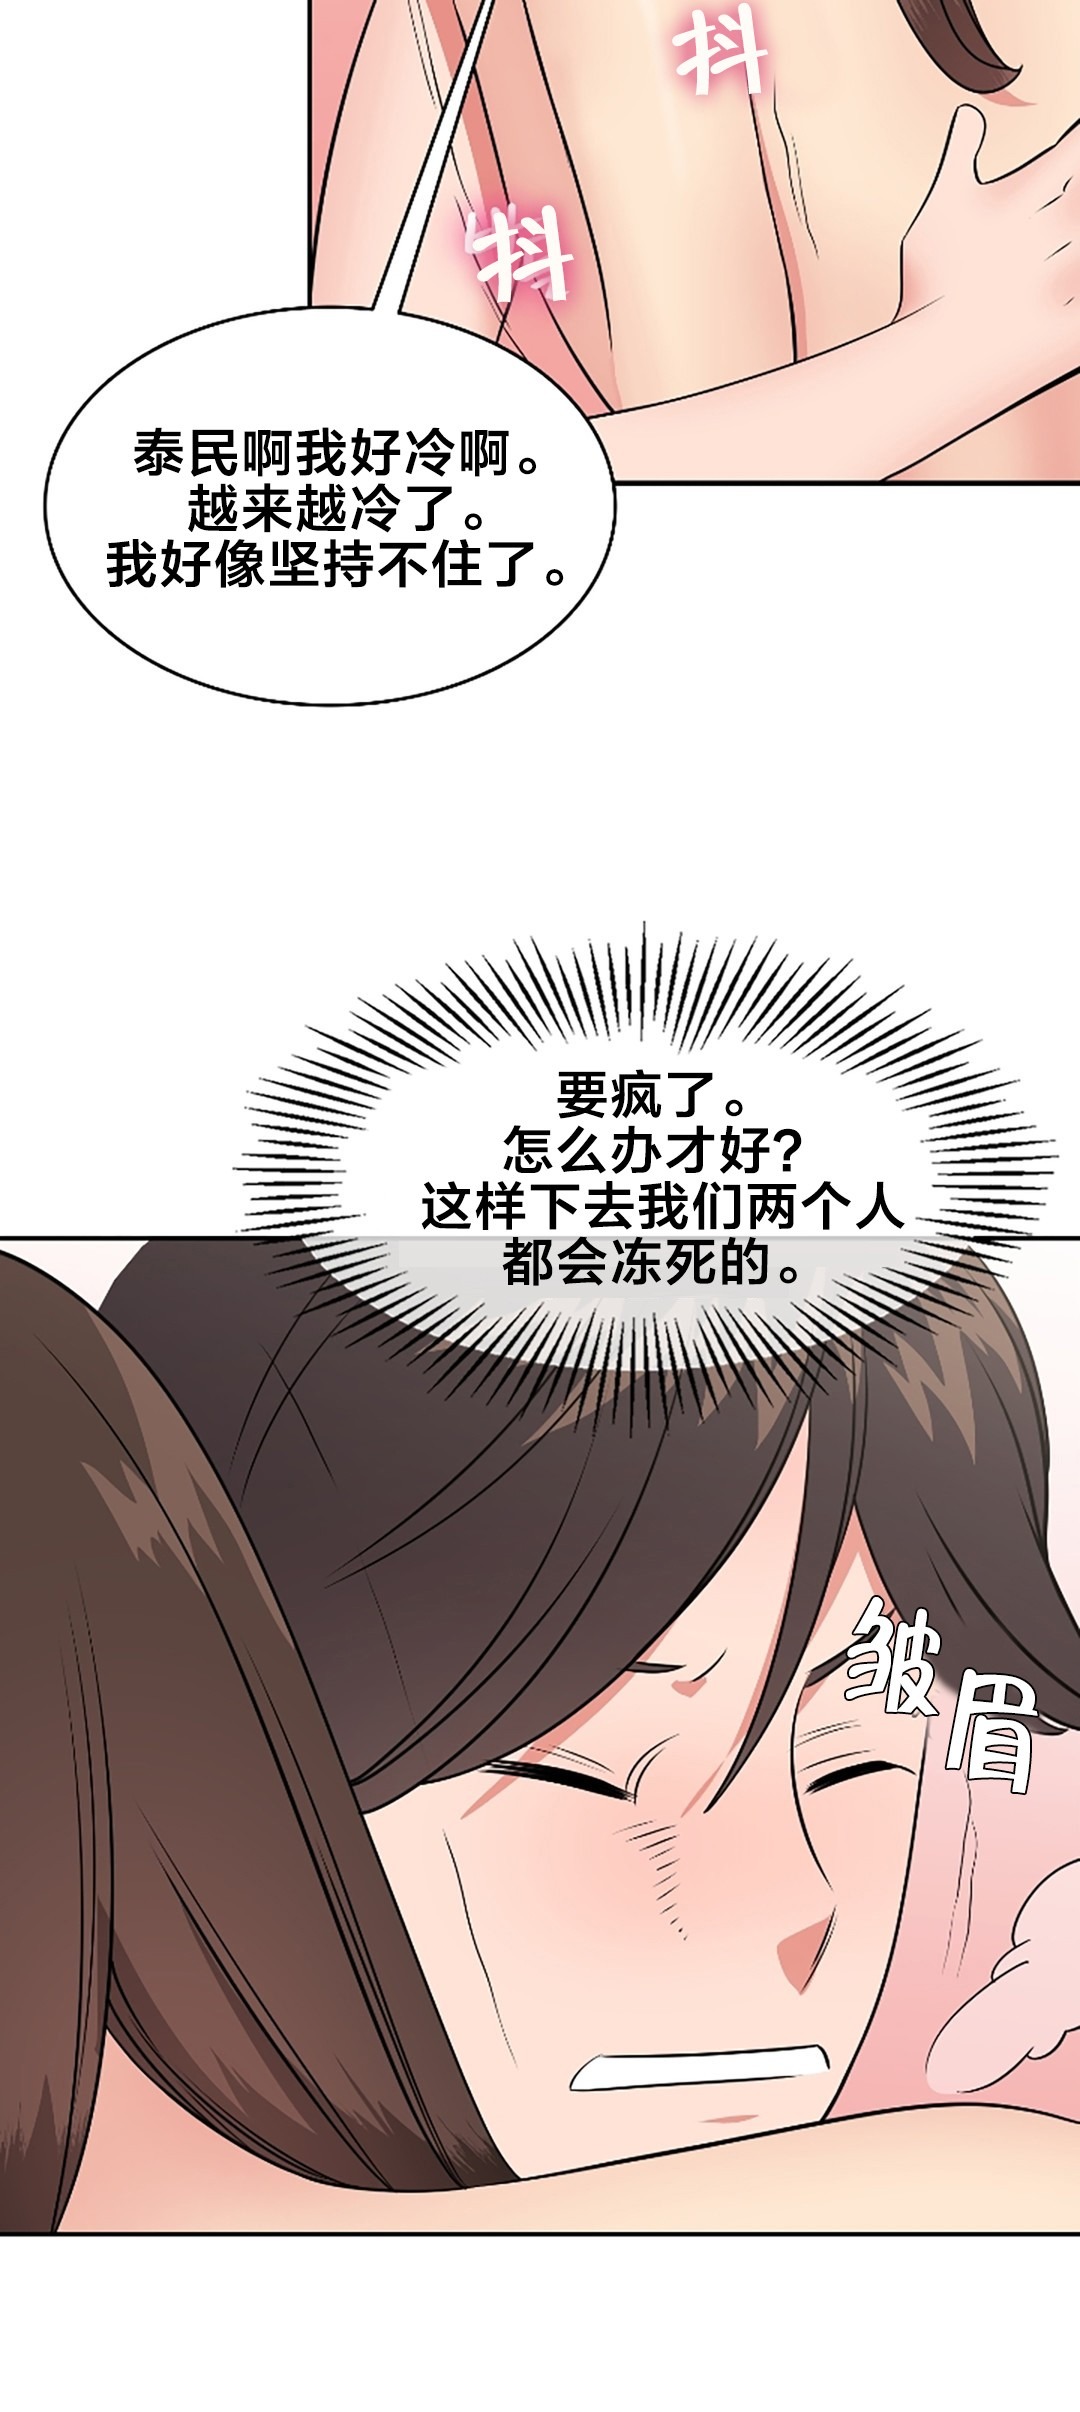 抖
抖
泰民啊我好冷啊。
越来越冷了。
我好像坚持不住了。
要疯了。
怎么办才好?
这样下去我们两个人
都会冻死的。
皱
眉